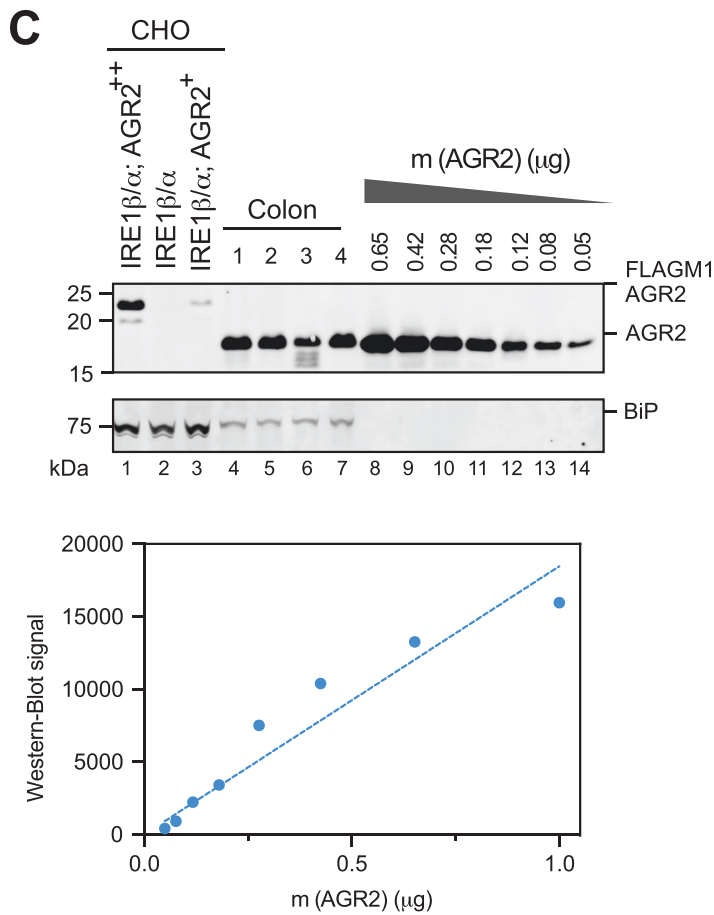 C
CHO
IRE1β/α; AGR2++
IRE1β/α
IRE1β/α; AGR2+
Colon
1 2 3 4
m (AGR2) (μg)
0.65 0.42 0.28 0.18 0.12 0.08 0.05
FLAGM1
AGR2
AGR2
25
20
15
BiP
75
kDa 1 2 3 4 5 6 7 8 9 10 11 12 13 14
Western-Blot signal
20000
15000
10000
5000
0
0.0 0.5 1.0
m (AGR2) (μg)